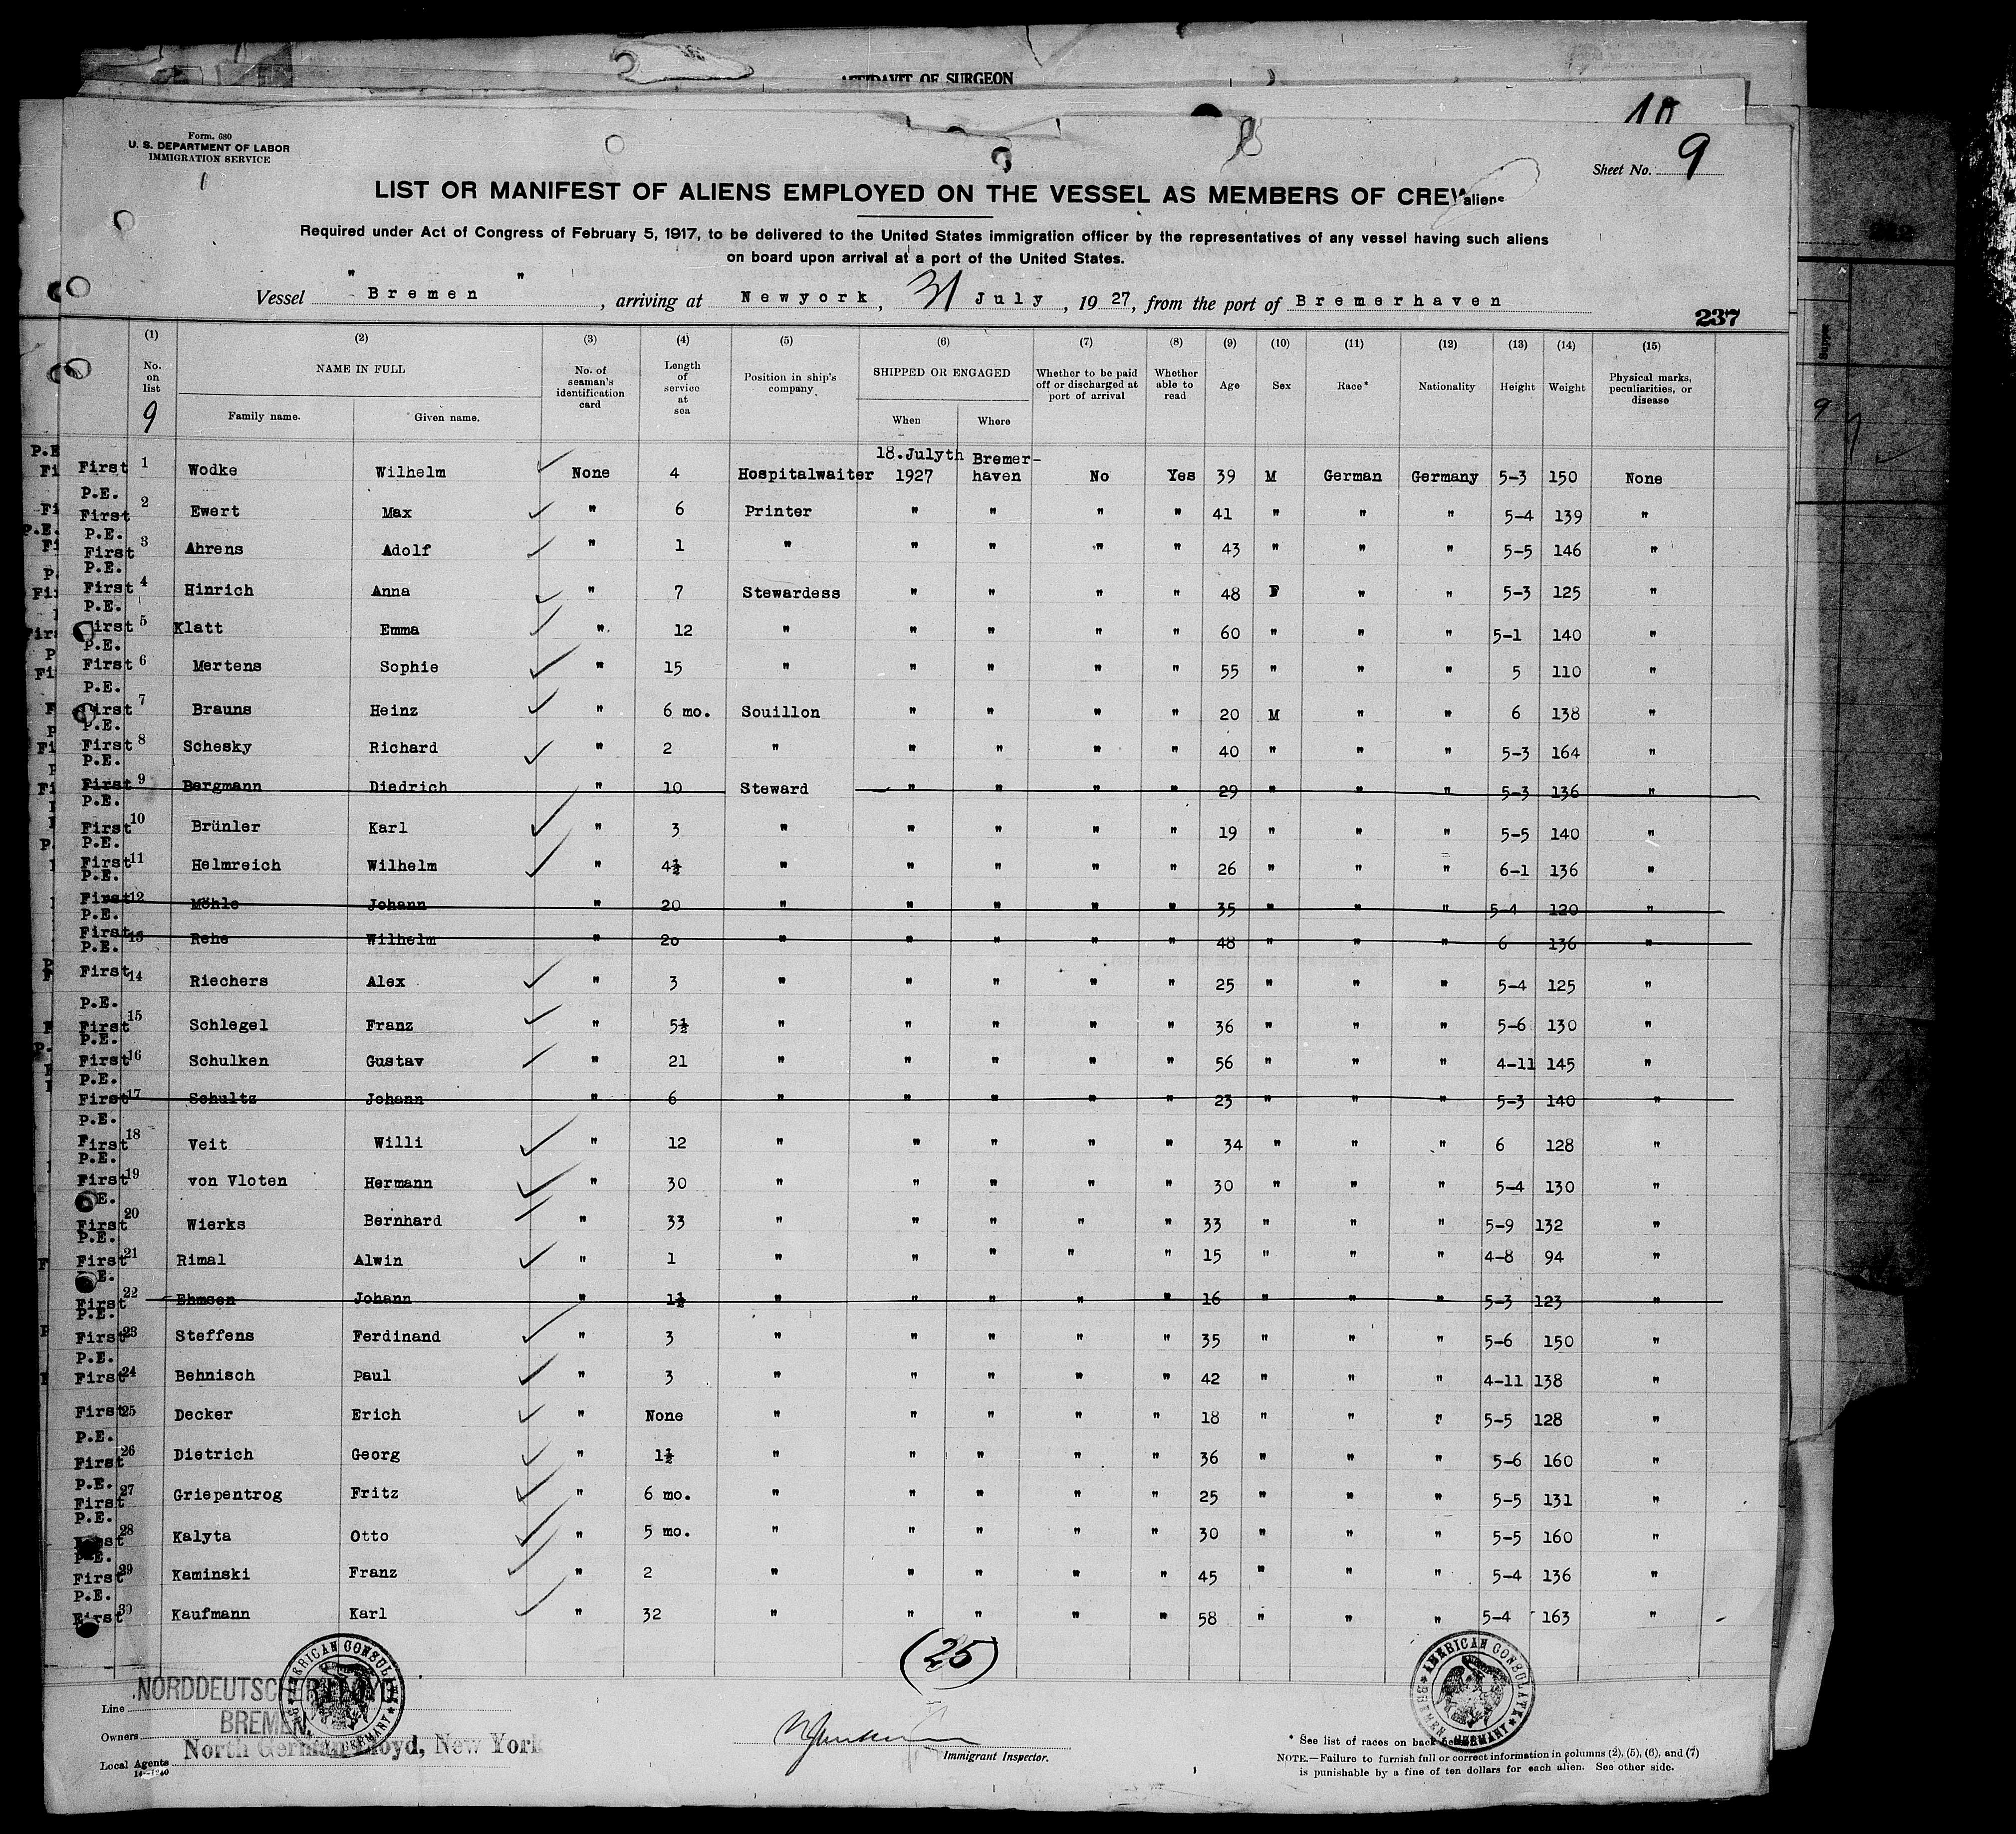 AFFIDAVIT OF SURGEON
Form. 680
U. S. DEPARTMENT OF LABOR
IMMIGRATION SERVICE
10
Sheet No. 9
LIST OR MANIFEST OF ALIENS EMPLOYED ON THE VESSEL AS MEMBERS OF CREW
aliens
Required under Act of Congress of February 5, 1917, to be delivered to the United States immigration officer by the representatives of any vessel having such aliens
on board upon arrival at a port of the United States.
Vessel " Bremen " , arriving at Newyork , 31 July , 19 27, from the port of Bremerhaven
237
(1) (2) (3) (4) (5) (6) (7) (8) (9) (10) (11) (12) (13) (14) (15)
No. on list NAME IN FULL Family name. Given name. No. of seaman's identification card Length of service at sea Position in ship's company SHIPPED OR ENGAGED When Where Whether to be paid off or discharged at port of arrival Whether able to read Age Sex Race* Nationality Height Weight Physical marks, peculiarities, or disease
9
First 1 Wodke Wilhelm None 4 Hospitalwaiter 18.Julyth 1927 Bremer-haven No Yes 39 M German Germany 5-3 150 None
P.E. First 2 Ewert Max " 6 Printer " " " " 41 " " " 5-4 139 "
P.E. First 3 Ahrens Adolf " 1 " " " " " 43 " " " 5-5 146 "
P.E. First 4 Hinrich Anna " 7 Stewardess " " " " 48 F " " 5-3 125 "
P.E. First 5 Klatt Emma " 12 " " " " " 60 " " " 5-1 140 "
P.E. First 6 Mertens Sophie " 15 " " " " " 55 " " " 5 110 "
P.E. First 7 Brauns Heinz " 6 mo. Souillon " " " " 20 M " " 6 138 "
P.E. First 8 Schesky Richard " 2 " " " " " 40 " " " 5-3 164 "
P.E. First 9 Bergmann Diedrich " 10 Steward " " " " 29 " " " 5-3 136 "
P.E. First 10 Brünler Karl " 3 " " " " " 19 " " " 5-5 140 "
P.E. First 11 Helmreich Wilhelm " 4½ " " " " " 26 " " " 6-1 136 "
P.E. First 12 Möhle Johann " 20 " " " " " 35 " " " 5-4 120 "
P.E. First 13 Rehe Wilhelm " 20 " " " " " 48 " " " 6 136 "
P.E. First 14 Riechers Alex " 3 " " " " " 25 " " " 5-4 125 "
P.E. First 15 Schlegel Franz " 5½ " " " " " 36 " " " 5-6 130 "
P.E. First 16 Schulken Gustav " 21 " " " " " 56 " " " 4-11 145 "
P.E. First 17 Schultz Johann " 6 " " " " " 23 " " " 5-3 140 "
P.E. First 18 Veit Willi " 12 " " " " " 34 " " " 6 128 "
P.E. First 19 von Vloten Hermann " 30 " " " " " 30 " " " 5-4 130 "
P.E. First 20 Wierks Bernhard " 33 " " " " " 33 " " " 5-9 132 "
P.E. First 21 Rimal Alwin " 1 " " " " " 15 " " " 4-8 94 "
P.E. First 22 Ehmsen Johann " 1½ " " " " " 16 " " " 5-3 123 "
P.E. First 23 Steffens Ferdinand " 3 " " " " " 35 " " " 5-6 150 "
P.E. First 24 Behnisch Paul " 3 " " " " " 42 " " " 4-11 138 "
First 25 Decker Erich " None " " " " " 18 " " " 5-5 128 "
P.E. First 26 Dietrich Georg " 1½ " " " " " 36 " " " 5-6 160 "
P.E. First 27 Griepentrog Fritz " 6 mo. " " " " " 25 " " " 5-5 131 "
P.E. First 28 Kalyta Otto " 5 mo. " " " " " 30 " " " 5-5 160 "
P.E. First 29 Kaminski Franz " 2 " " " " " 45 " " " 5-4 136 "
P.E. First 30 Kaufmann Karl " 32 " " " " " 58 " " " 5-4 163 "
(25)
AMERICAN CONSULATE BREMEN, GERMANY
AMERICAN CONSULATE BREMEN, GERMANY
Line NORDDEUTSCHER LLOYD
Owners BREMEN
Local Agents North German Lloyd, New York
Immigrant Inspector.
* See list of races on back
NOTE.—Failure to furnish full or correct information in columns (2), (5), (6), and (7)
is punishable by a fine of ten dollars for each alien. See other side.